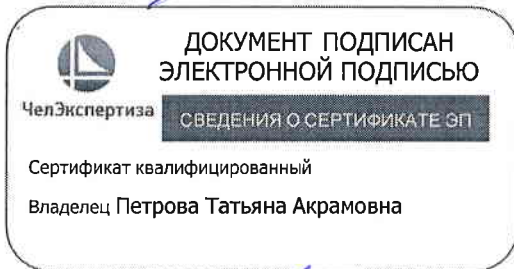 ДОКУМЕНТ ПОДПИСАН
ЭЛЕКТРОННОЙ ПОДПИСЬЮ
ЧелЭкспертиза
СВЕДЕНИЯ О СЕРТИФИКАТЕ ЭП
Сертификат квалифицированный
Владелец Петрова Татьяна Акрамовна